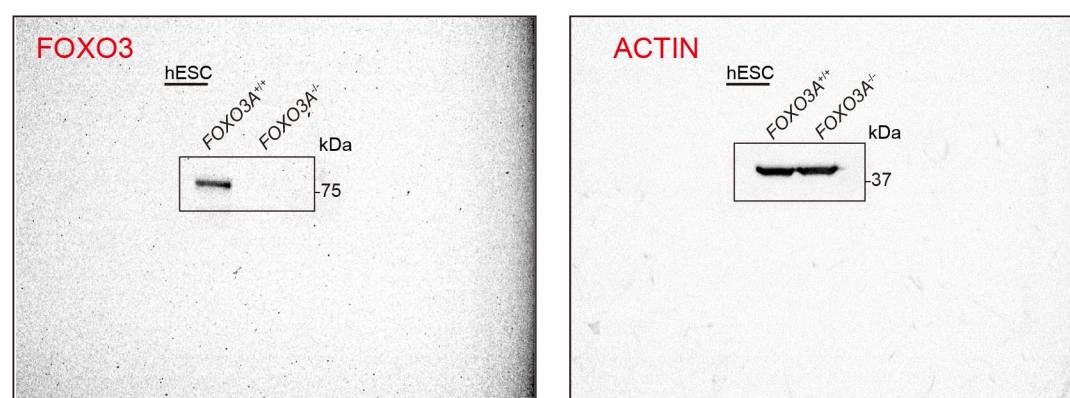 FOXO3
hESC
FOXO3A+/+
FOXO3A-/-
kDa
-75
ACTIN
hESC
FOXO3A+/+
FOXO3A-/-
kDa
-37